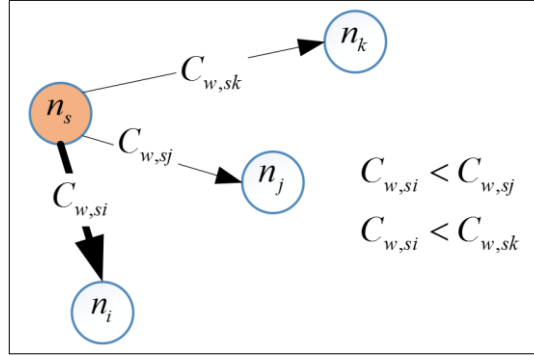 n_k
C_{w,sk}
n_s
C_{w,sj}
n_j
C_{w,si} < C_{w,sj}
C_{w,si}
C_{w,si} < C_{w,sk}
n_i